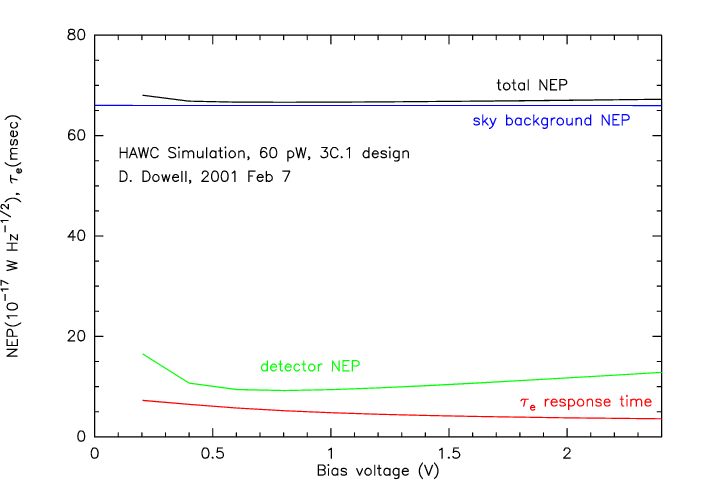 80
60
40
20
0
NEP(10⁻¹⁷ W Hz⁻¹/²), τₑ(msec)
total NEP
sky background NEP
HAWC Simulation, 60 pW, 3C.1 design
D. Dowell, 2001 Feb 7
detector NEP
τₑ response time
0 0.5 1 1.5 2
Bias voltage (V)